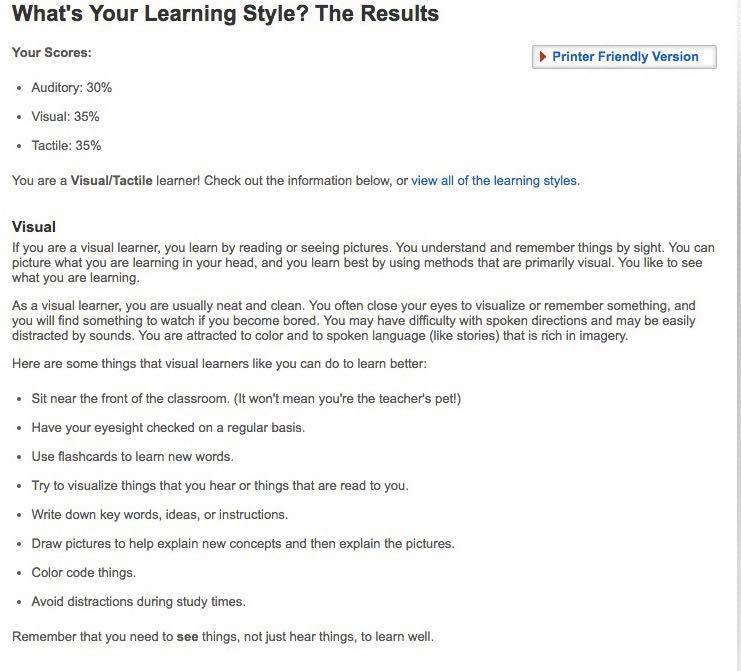 What's Your Learning Style? The Results
Your Scores:
Printer Friendly Version
• Auditory: 30%
• Visual: 35%
• Tactile: 35%
You are a Visual/Tactile learner! Check out the information below, or view all of the learning styles.
Visual
If you are a visual learner, you learn by reading or seeing pictures. You understand and remember things by sight. You can
picture what you are learning in your head, and you learn best by using methods that are primarily visual. You like to see
what you are learning.
As a visual learner, you are usually neat and clean. You often close your eyes to visualize or remember something, and
you will find something to watch if you become bored. You may have difficulty with spoken directions and may be easily
distracted by sounds. You are attracted to color and to spoken language (like stories) that is rich in imagery.
Here are some things that visual learners like you can do to learn better:
• Sit near the front of the classroom. (It won't mean you're the teacher's pet!)
• Have your eyesight checked on a regular basis.
• Use flashcards to learn new words.
• Try to visualize things that you hear or things that are read to you.
• Write down key words, ideas, or instructions.
• Draw pictures to help explain new concepts and then explain the pictures.
• Color code things.
• Avoid distractions during study times.
Remember that you need to see things, not just hear things, to learn well.